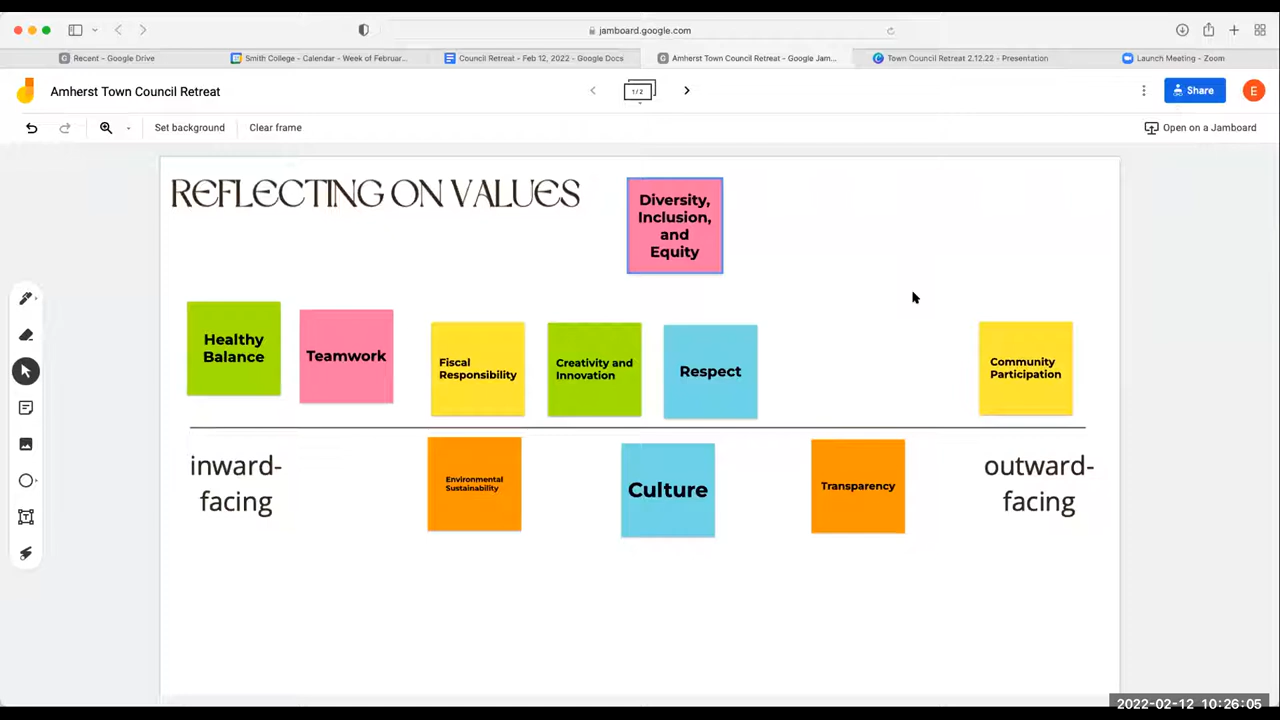 jamboard.google.com
Recent - Google Drive
Smith College - Calendar - Week of Februar...
Council Retreat - Feb 12, 2022 - Google Docs
Amherst Town Council Retreat - Google Jam...
Town Council Retreat 2.12.22 - Presentation
Launch Meeting - Zoom
Amherst Town Council Retreat
1/2
Share
E
Set background
Clear frame
Open on a Jamboard
REFLECTING ON VALUES
Diversity,
Inclusion,
and
Equity
Healthy
Balance
Teamwork
Fiscal
Responsibility
Creativity and
Innovation
Respect
Community
Participation
inward-
facing
Environmental
Sustainability
Culture
Transparency
outward-
facing
2022-02-12 10:26:05